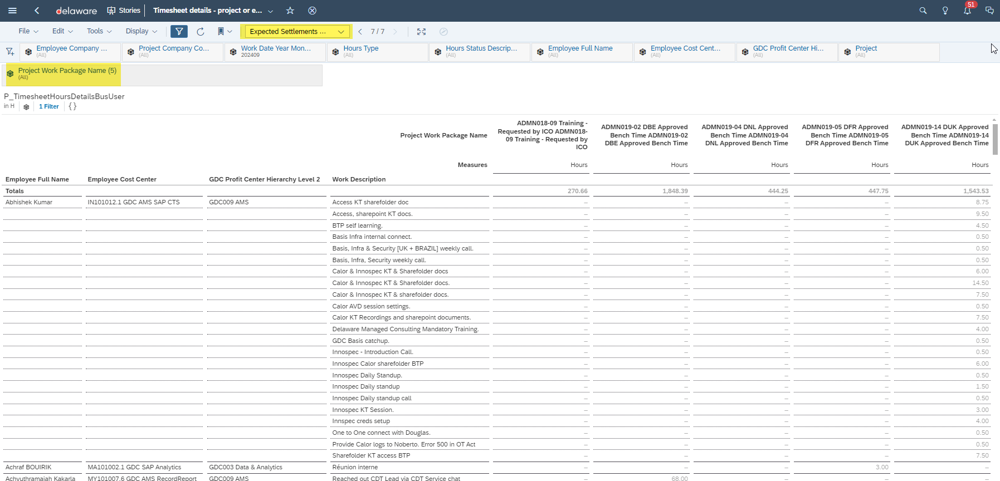 delaware Stories Timesheet details - project or e... 51
File Edit Tools Display Expected Settlements ... 7 / 7
Employee Company ... Project Company Co... Work Date Year Mon... Hours Type Hours Status Descrip... Employee Full Name Employee Cost Cent... GDC Profit Center Hi... Project
(All) (All) 202409 (All) (All) (All) (All) (All) (All)
Project Work Package Name (5)
(All)
P_TimesheetHoursDetailsBusUser
in H 1 Filter { }
Project Work Package Name
ADMN018-09 Training -
Requested by ICO ADMN018-
09 Training - Requested by
ICO
ADMN019-02 DBE Approved
Bench Time ADMN019-02
DBE Approved Bench Time
ADMN019-04 DNL Approved
Bench Time ADMN019-04
DNL Approved Bench Time
ADMN019-05 DFR Approved
Bench Time ADMN019-05
DFR Approved Bench Time
ADMN019-14 DUK Approved
Bench Time ADMN019-14
DUK Approved Bench Time
Measures Hours Hours Hours Hours Hours
Employee Full Name Employee Cost Center GDC Profit Center Hierarchy Level 2 Work Description
Totals 270.66 1,848.39 444.25 447.75 1,543.53
Abhishek Kumar IN101012.1 GDC AMS SAP CTS GDC009 AMS Access KT sharefolder doc – – – – 8.75
Access, sharepoint KT docs. – – – – 9.50
BTP self learning. – – – – 4.50
Basis Infra internal connect. – – – – 0.50
Basis, Infra & Security [UK + BRAZIL] weekly call. – – – – 0.50
Basis, Infra, Security weekly call. – – – – 0.50
Calor & Innospec KT & Sharefolder docs – – – – 6.00
Calor & Innospec KT & Sharefolder docs. – – – – 14.50
Calor & Innospec KT & sharefolder docs. – – – – 7.50
Calor AVD session settings. – – – – 0.50
Calor KT Recordings and sharepoint documents. – – – – 7.50
Delaware Managed Consulting Mandatory Training. – – – – 4.00
GDC Basis catchup. – – – – 0.50
Innospec - Introduction Call. – – – – 0.50
Innospec Calor sharefolder BTP – – – – 6.00
Innospec Daily Standup. – – – – 0.50
Innospec Daily standup – – – – 1.50
Innospec Daily standup call – – – – 0.50
Innospec KT Session. – – – – 3.00
Innspec creds setup – – – – 4.00
One to One connect with Douglas. – – – – 0.50
Provide Calor logs to Noberto. Error 500 in OT Act – – – – 0.50
Sharefolder KT access BTP – – – – 7.50
Achraf BOUIRIK MA101002.1 GDC SAP Analytics GDC003 Data & Analytics Réunion interne – – – 3.00 –
Achyuthramaiah Kakarla MY101007.6 GDC AMS RecordReport GDC009 AMS Reached out CDT Lead via CDT Service chat – 68.00 – – –